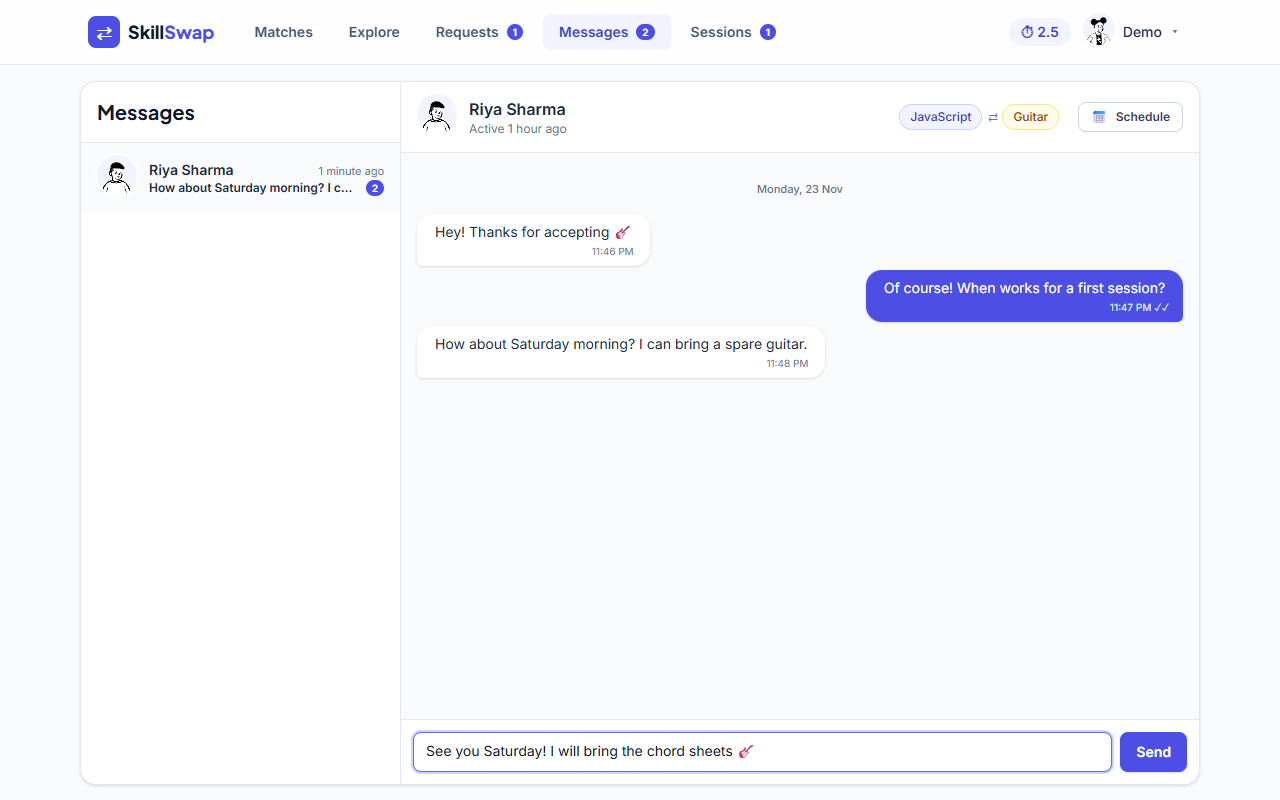 SkillSwap Matches Explore Requests 1 Messages 2 Sessions 1 ⏱ 2.5 Demo
Messages
Riya Sharma 1 minute ago
How about Saturday morning? I c... 2
Riya Sharma
Active 1 hour ago
JavaScript ⇄ Guitar 🗓 Schedule
Monday, 23 Nov
Hey! Thanks for accepting 🎸
11:46 PM
Of course! When works for a first session?
11:47 PM ✓✓
How about Saturday morning? I can bring a spare guitar.
11:48 PM
See you Saturday! I will bring the chord sheets 🎸 Send